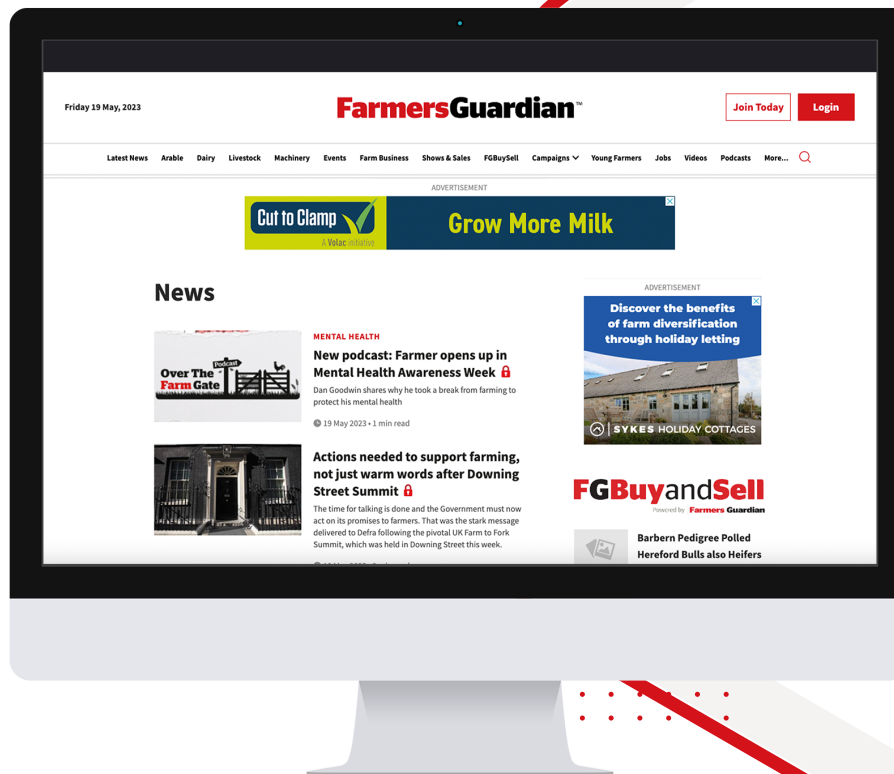 Friday 19 May, 2023
FarmersGuardian™
Join Today
Login
Latest News Arable Dairy Livestock Machinery Events Farm Business Shows & Sales FGBuySell Campaigns Young Farmers Jobs Videos Podcasts More...
ADVERTISEMENT
Cut to Clamp
A Volac initiative
Grow More Milk
News
Podcast
Over The
Farm Gate
MENTAL HEALTH
New podcast: Farmer opens up in
Mental Health Awareness Week
Dan Goodwin shares why he took a break from farming to
protect his mental health
19 May 2023 • 1 min read
Actions needed to support farming,
not just warm words after Downing
Street Summit
The time for talking is done and the Government must now
act on its promises to farmers. That was the stark message
delivered to Defra following the pivotal UK Farm to Fork
Summit, which was held in Downing Street this week.
ADVERTISEMENT
Discover the benefits
of farm diversification
through holiday letting
SYKES HOLIDAY COTTAGES
FGBuyandSell
Powered by Farmers Guardian
Barbern Pedigree Polled
Hereford Bulls also Heifers